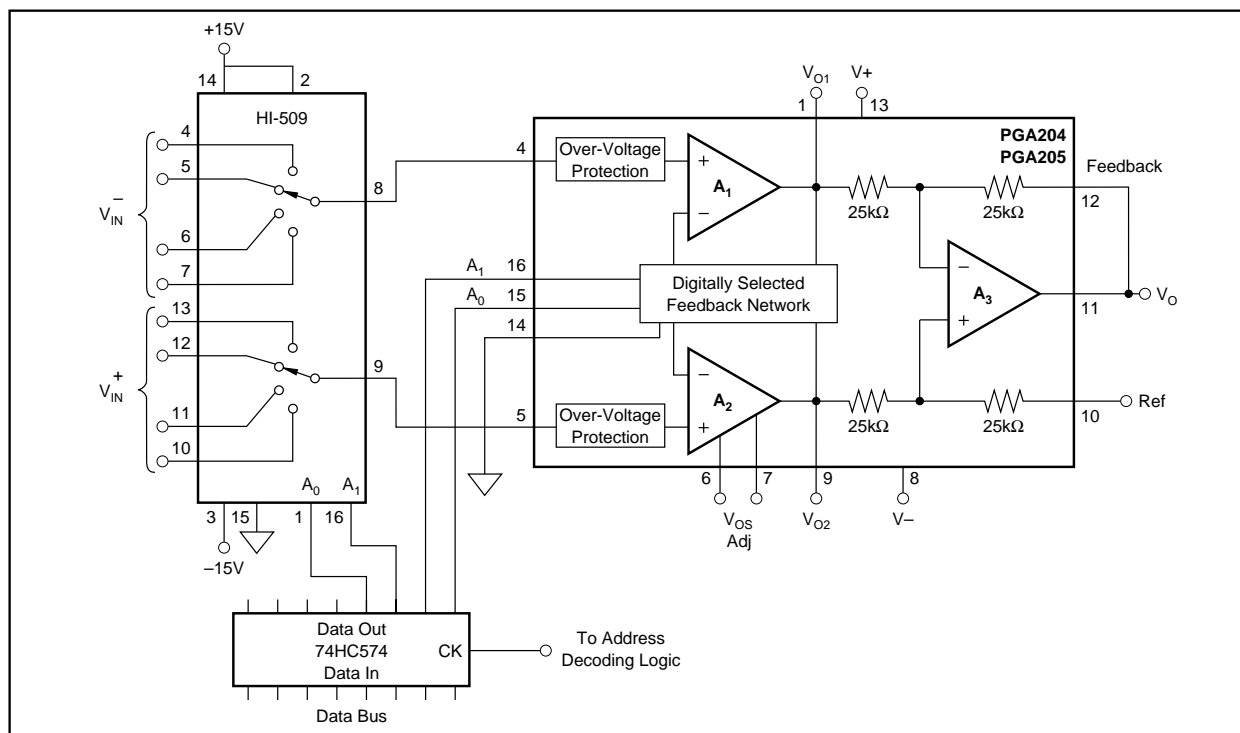 +15V
14
2
HI-509
4
5
6
7
V IN −
8
13
12
11
10
V IN +
9
A0
A1
3
15
1
16
–15V
Data Out
74HC574
Data In
CK
Data Bus
To Address
Decoding Logic
VO1
V+
1
13
PGA204
PGA205
4
Over-Voltage
Protection
+
−
A1
25kΩ
25kΩ
Feedback
12
A1
16
A0
15
14
Digitally Selected
Feedback Network
−
+
A3
11
VO
5
Over-Voltage
Protection
−
+
A2
25kΩ
25kΩ
10
Ref
6
7
9
8
VOS
Adj
VO2
V–